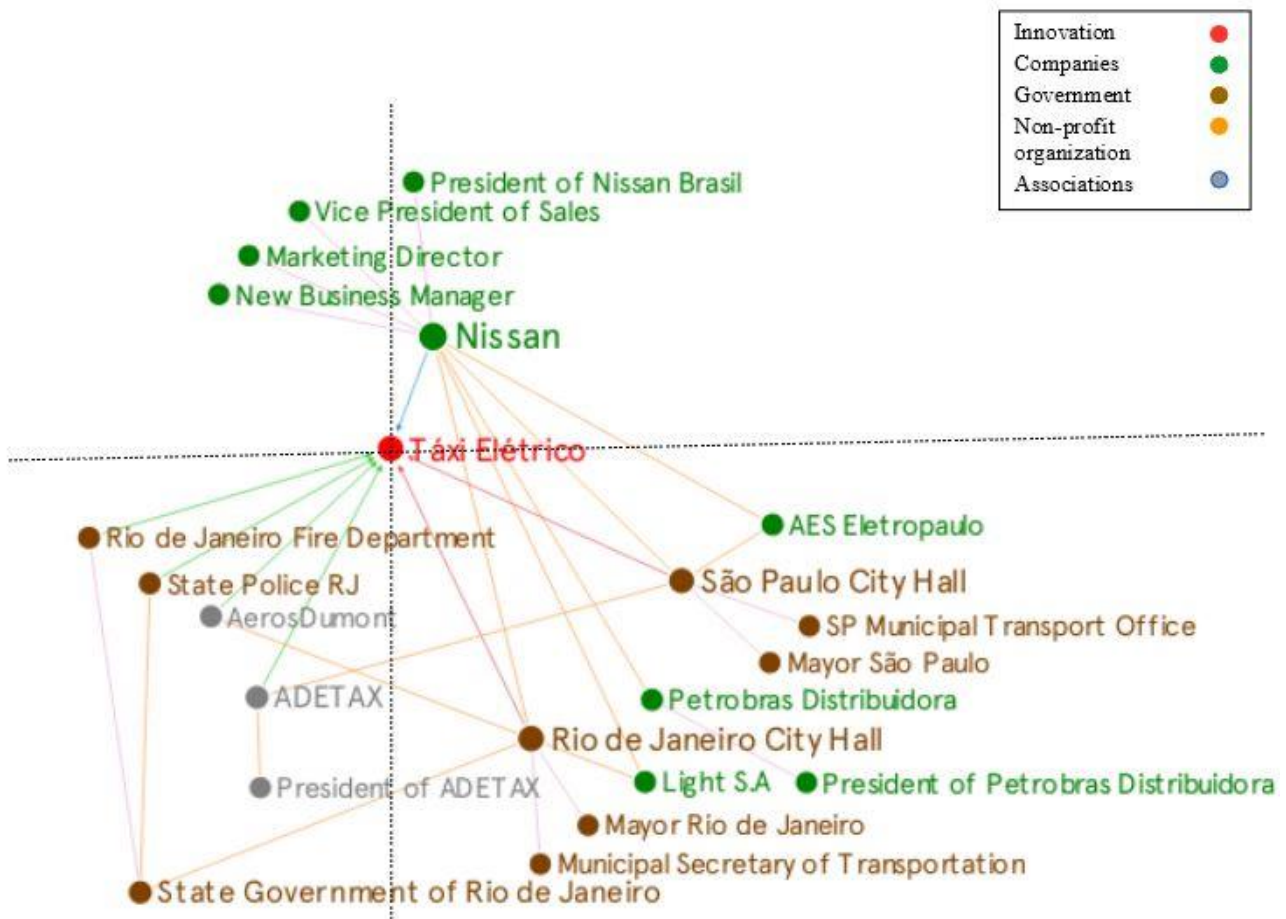 Innovation
Companies
Government
Non-profit
organization
Associations
President of Nissan Brasil
Vice President of Sales
Marketing Director
New Business Manager
Nissan
Táxi Elétrico
AES Eletropaulo
Rio de Janeiro Fire Department
State Police RJ
São Paulo City Hall
AerosDumont
SP Municipal Transport Office
Mayor São Paulo
ADETAX
Petrobras Distribuidora
Rio de Janeiro City Hall
President of ADETAX
Light S.A
President of Petrobras Distribuidora
Mayor Rio de Janeiro
Municipal Secretary of Transportation
State Government of Rio de Janeiro